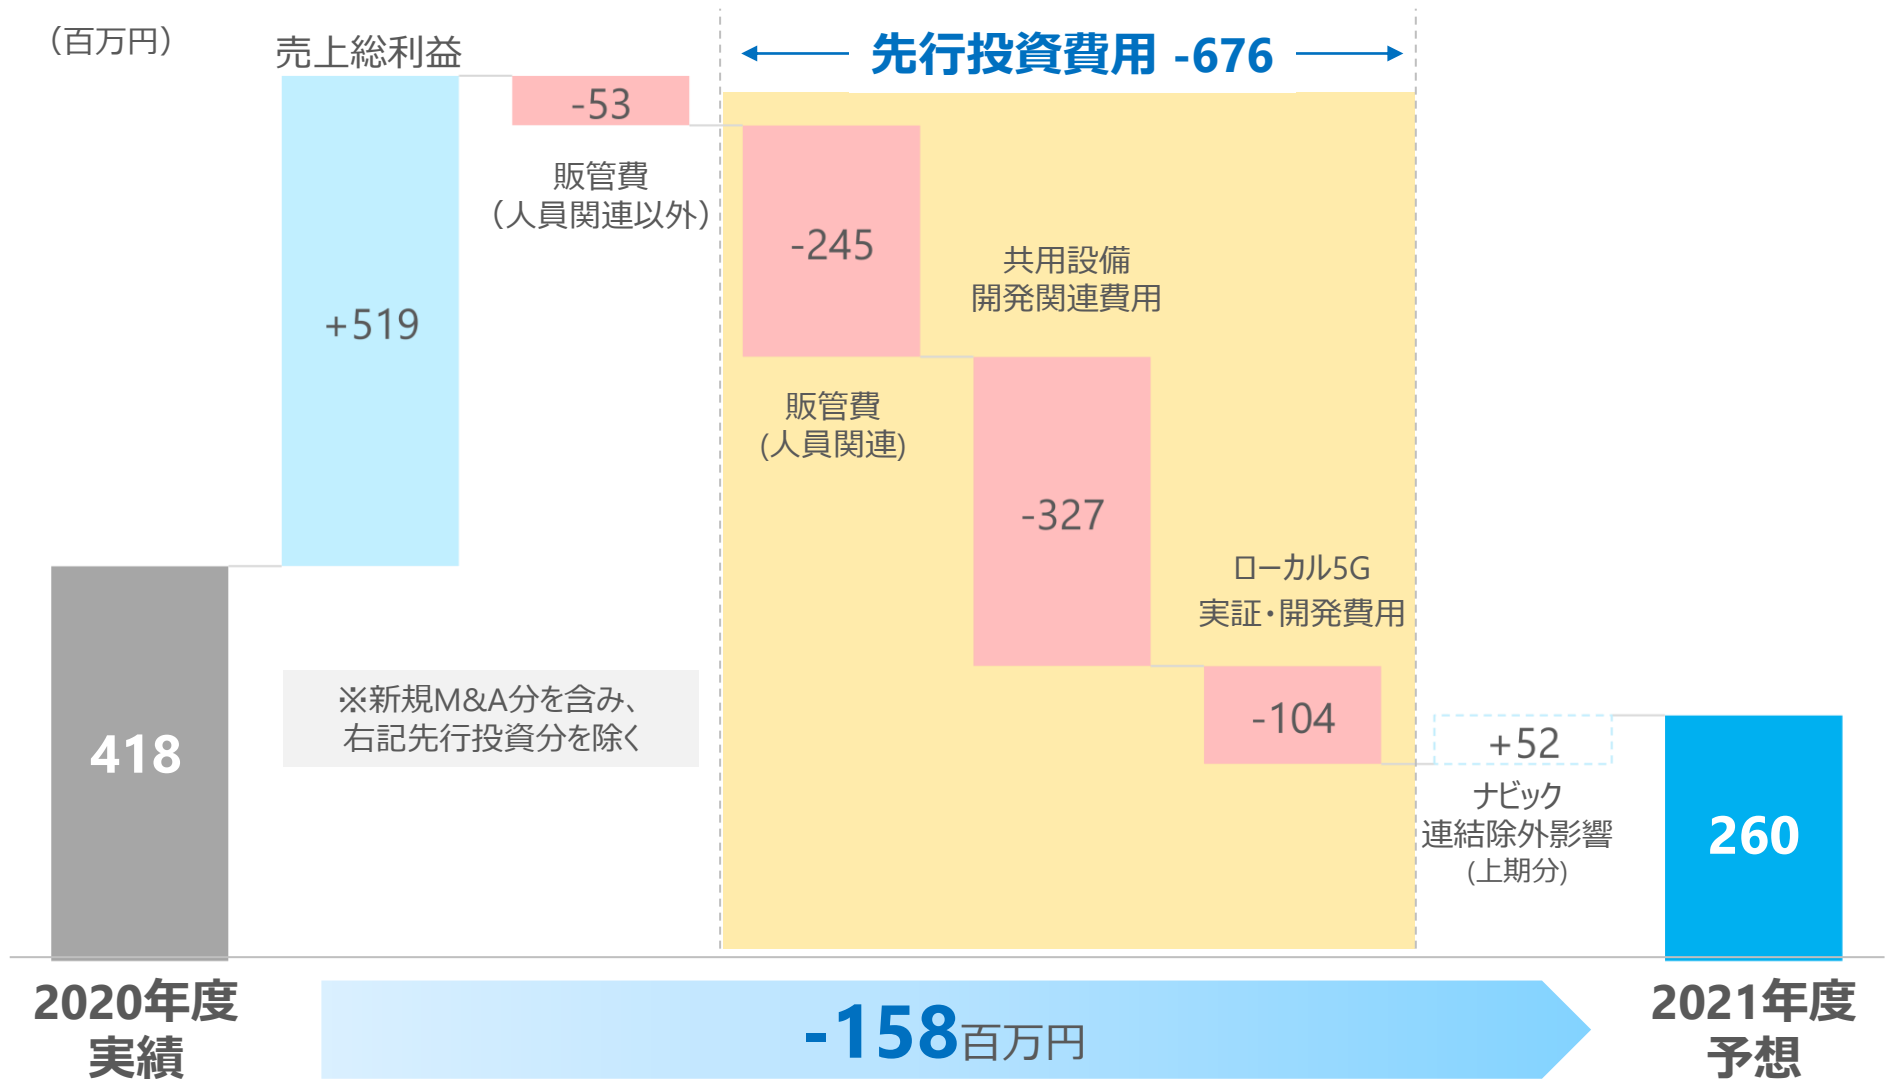 （百万円）
売上総利益
+519
-53
販管費
（人員関連以外）
先行投資費用 -676
-245
販管費
(人員関連)
共用設備
開発関連費用
-327
ローカル5G
実証・開発費用
-104
+52
ナビック
連結除外影響
(上期分)
※新規M&A分を含み、
右記先行投資分を除く
418
260
2020年度
実績
-158百万円
2021年度
予想